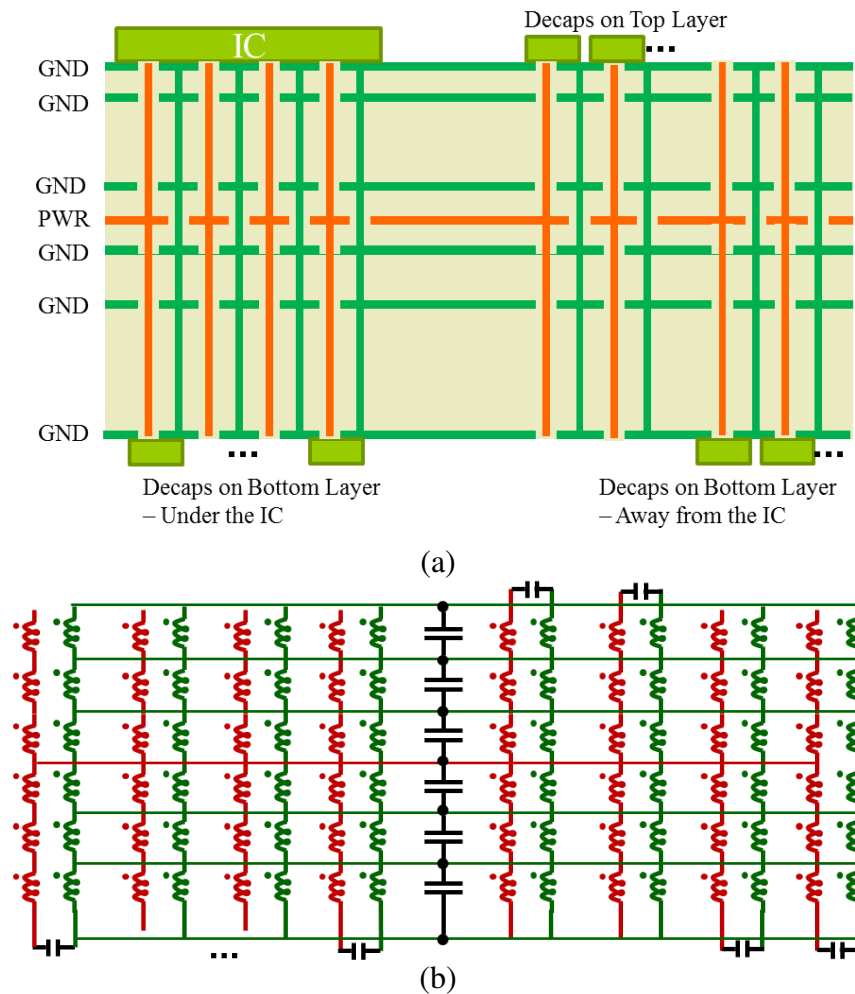 Decaps on Top Layer
IC
...
GND
GND
GND
PWR
GND
GND
GND
...
...
Decaps on Bottom Layer
– Under the IC
Decaps on Bottom Layer
– Away from the IC
(a)
...
(b)